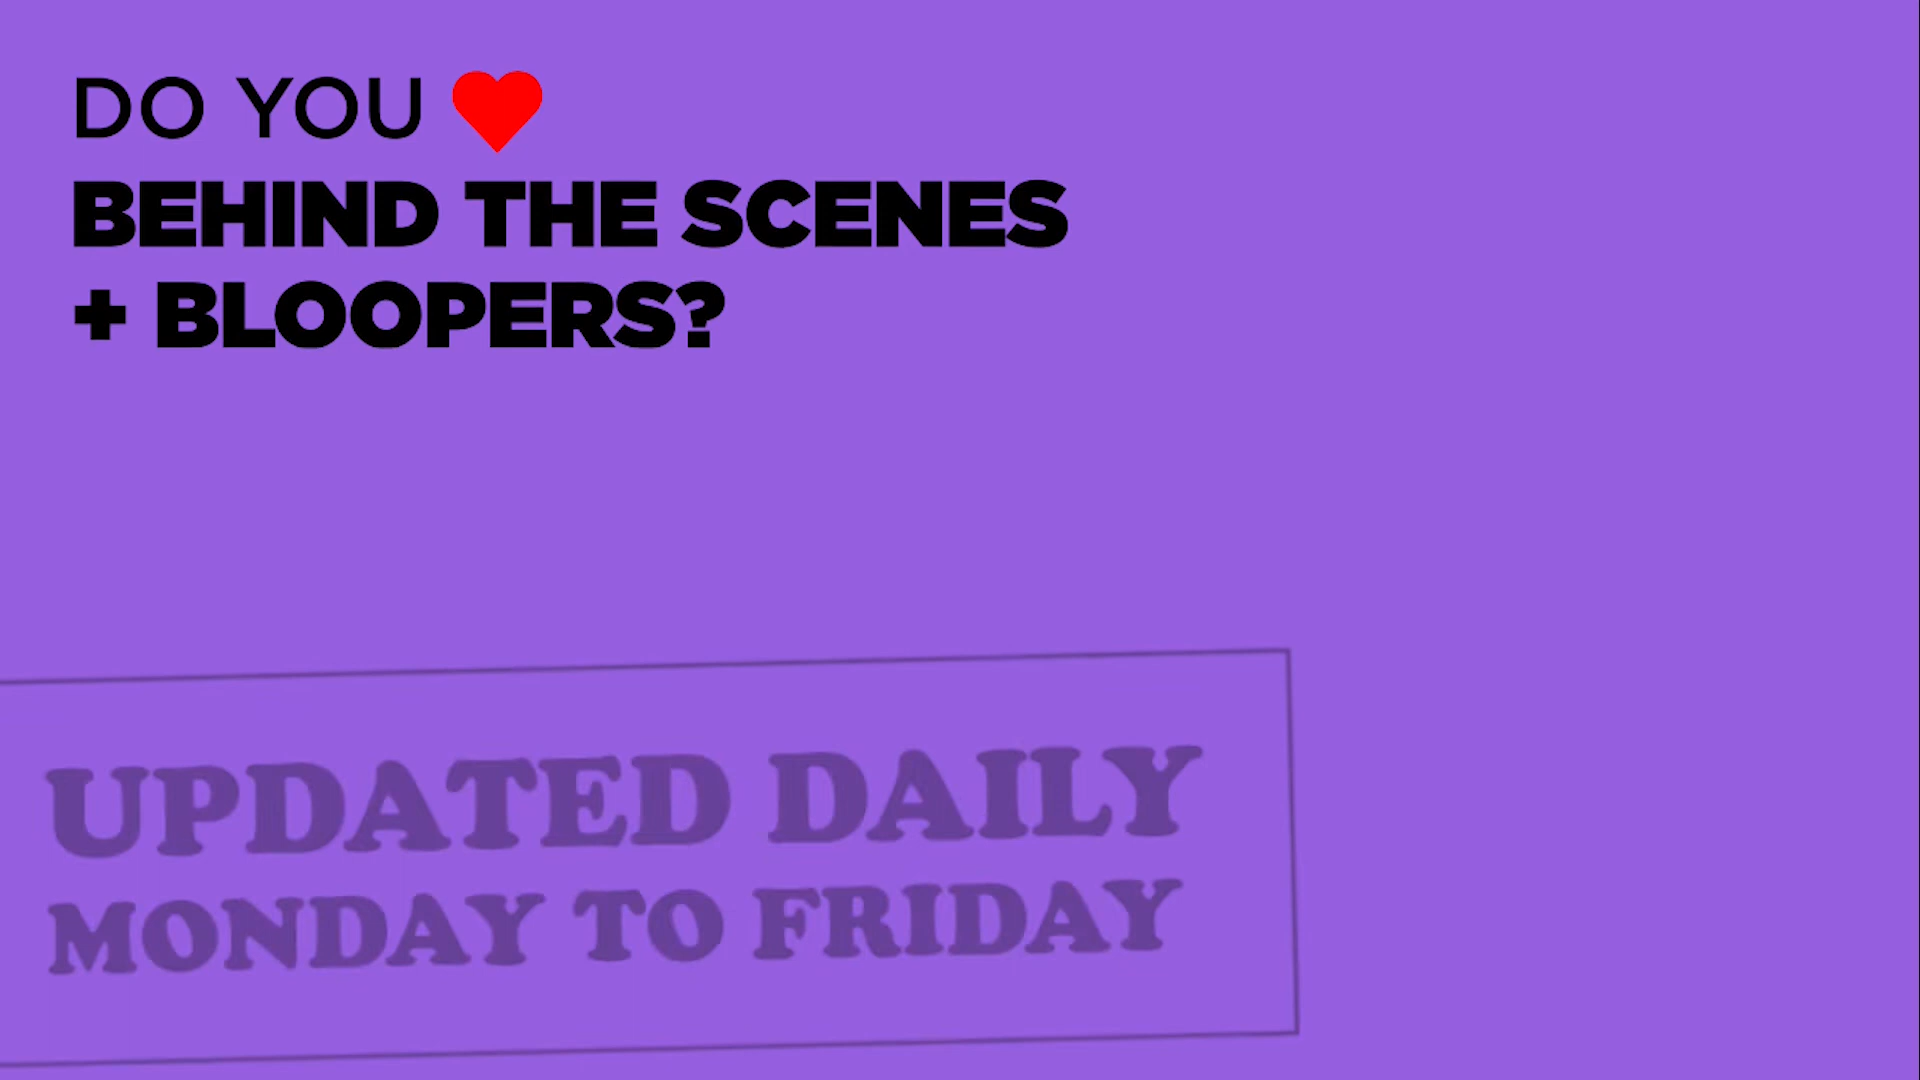 DO YOU ❤
BEHIND THE SCENES
+ BLOOPERS?
UPDATED DAILY
MONDAY TO FRIDAY